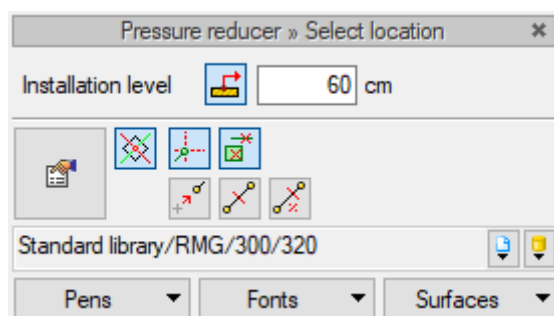 Pressure reducer » Select location
Installation level 60 cm
Standard library/RMG/300/320
Pens Fonts Surfaces